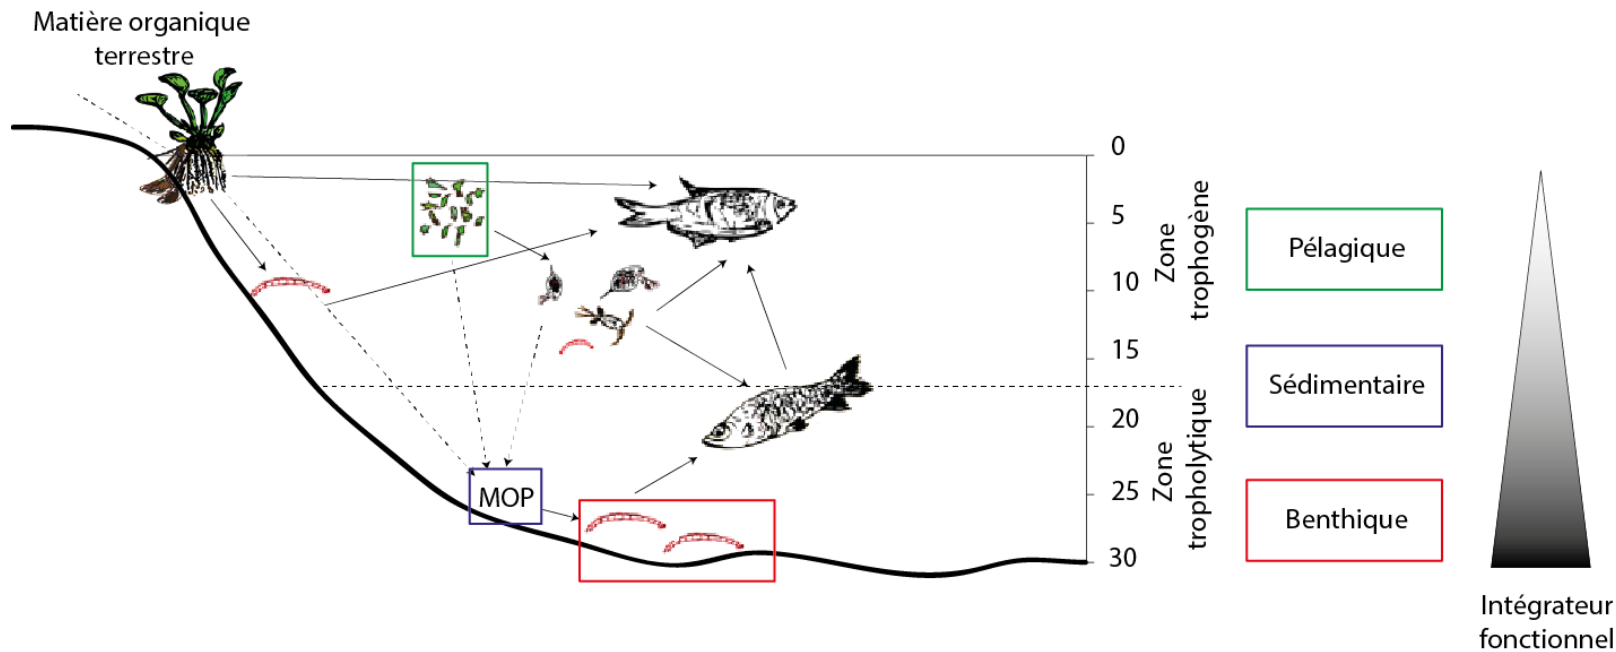 Matière organique
terrestre
MOP
0
5
10
15
20
25
30
Zone
trophogène
Zone
tropholytique
Pélagique
Sédimentaire
Benthique
Intégrateur
fonctionnel